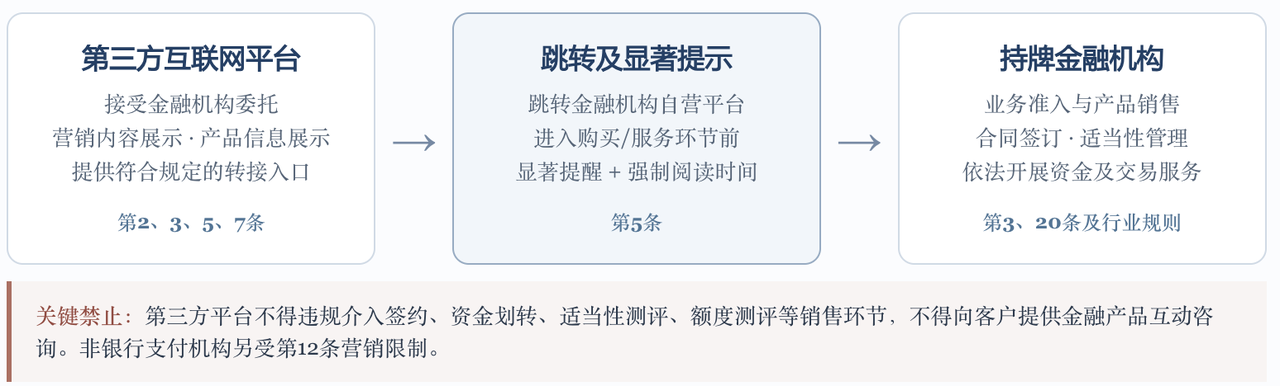 第三方互联网平台
接受金融机构委托
营销内容展示 · 产品信息展示
提供符合规定的转接入口
第2、3、5、7条
→
跳转及显著提示
跳转金融机构自营平台
进入购买/服务环节前
显著提醒 + 强制阅读时间
第5条
→
持牌金融机构
业务准入与产品销售
合同签订 · 适当性管理
依法开展资金及交易服务
第3、20条及行业规则
关键禁止：第三方平台不得违规介入签约、资金划转、适当性测评、额度测评等销售环节，不得向客户提供金融产品互动咨
询。非银行支付机构另受第12条营销限制。